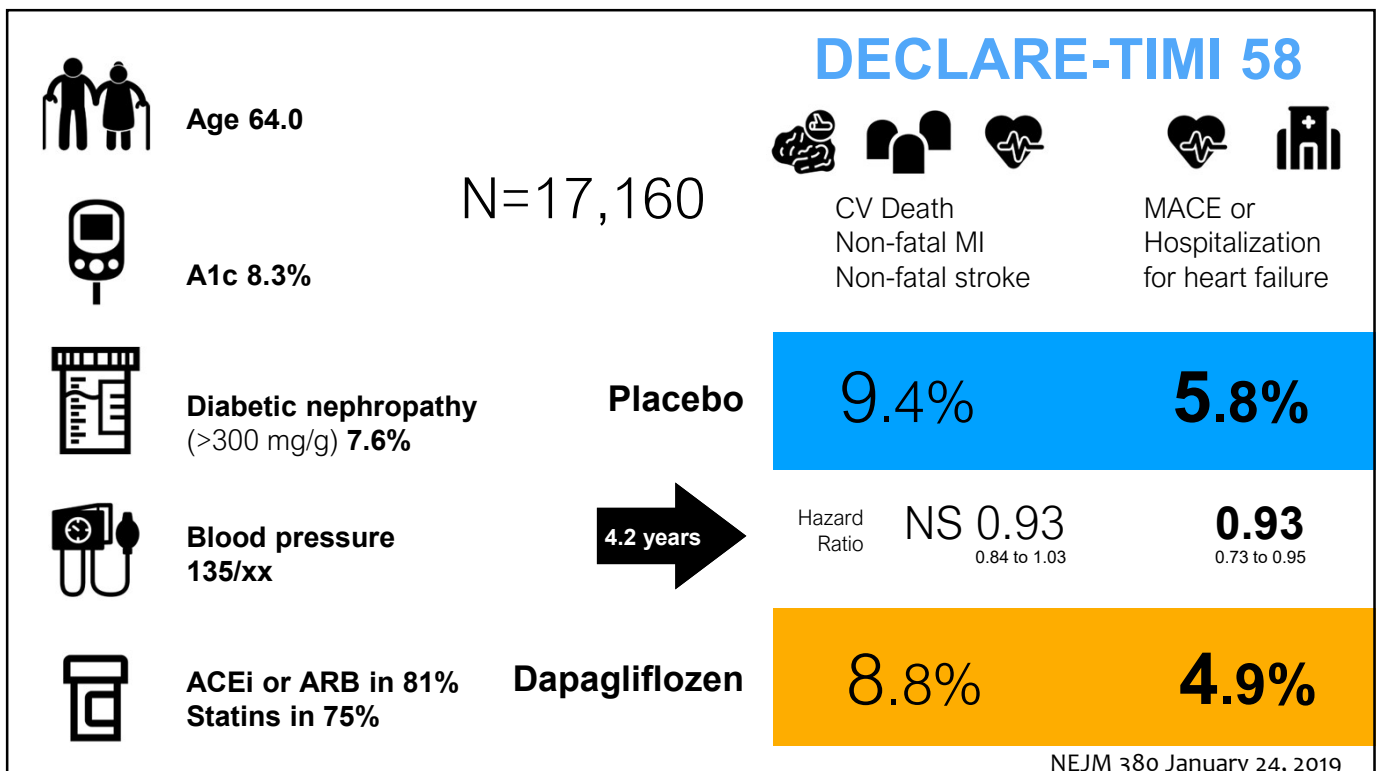 DECLARE-TIMI 58
Age 64.0
N=17,160
A1c 8.3%
CV Death
Non-fatal MI
Non-fatal stroke
MACE or
Hospitalization
for heart failure
Diabetic nephropathy
(>300 mg/g) 7.6%
Placebo
9.4%
5.8%
Blood pressure
135/xx
4.2 years
Hazard
Ratio
NS 0.93
0.84 to 1.03
0.93
0.73 to 0.95
ACEi or ARB in 81%
Statins in 75%
Dapagliflozen
8.8%
4.9%
NEJM 380 January 24, 2019